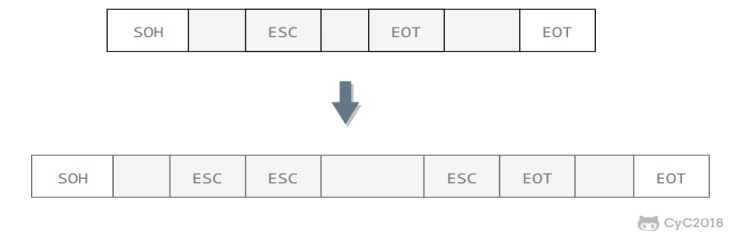 SOH ESC EOT EOT
SOH ESC ESC ESC EOT EOT
CyC2018